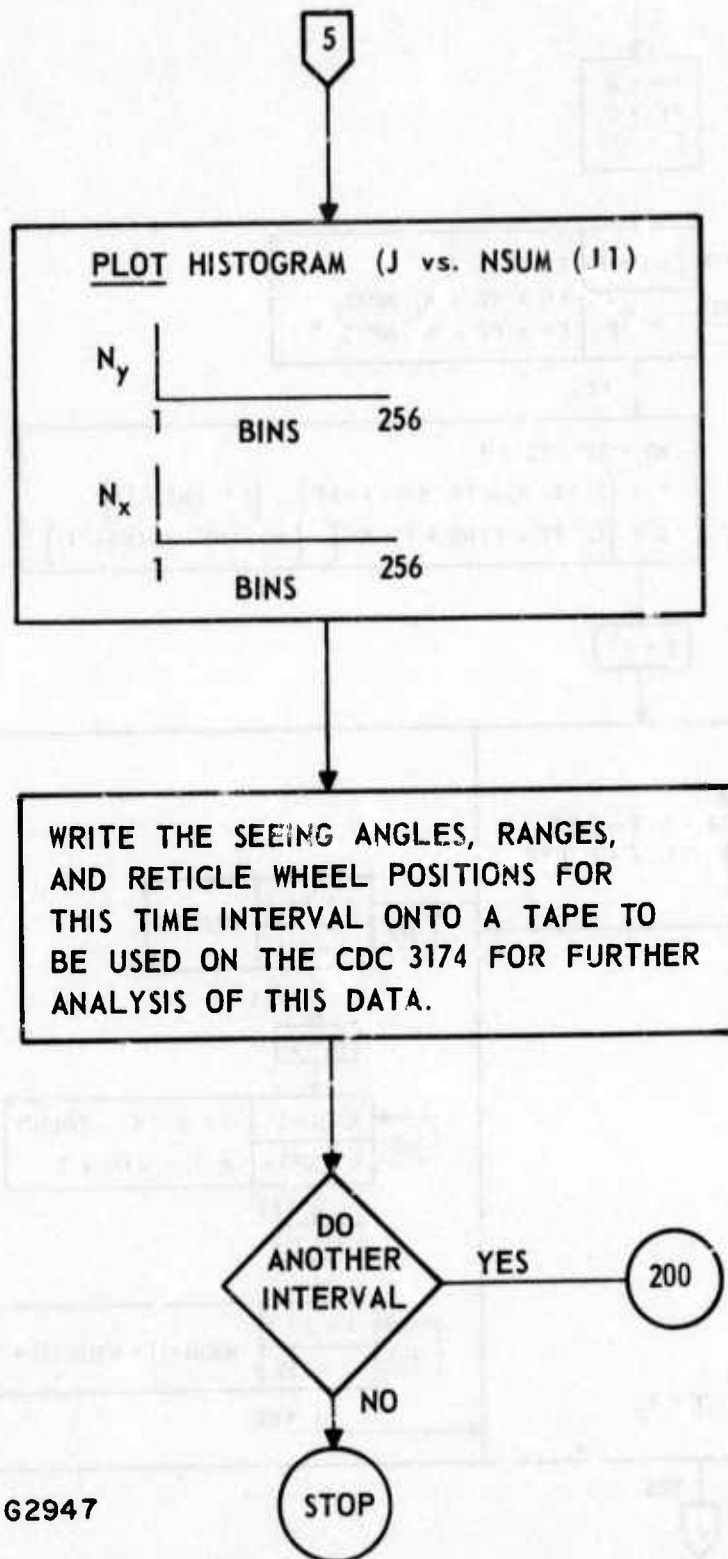 5
PLOT HISTOGRAM (J vs. NSUM (J1)
Ny
1 BINS 256
Nx
1 BINS 256
WRITE THE SEEING ANGLES, RANGES,
AND RETICLE WHEEL POSITIONS FOR
THIS TIME INTERVAL ONTO A TAPE TO
BE USED ON THE CDC 3174 FOR FURTHER
ANALYSIS OF THIS DATA.
DO
ANOTHER
INTERVAL
YES
200
NO
STOP
G2947